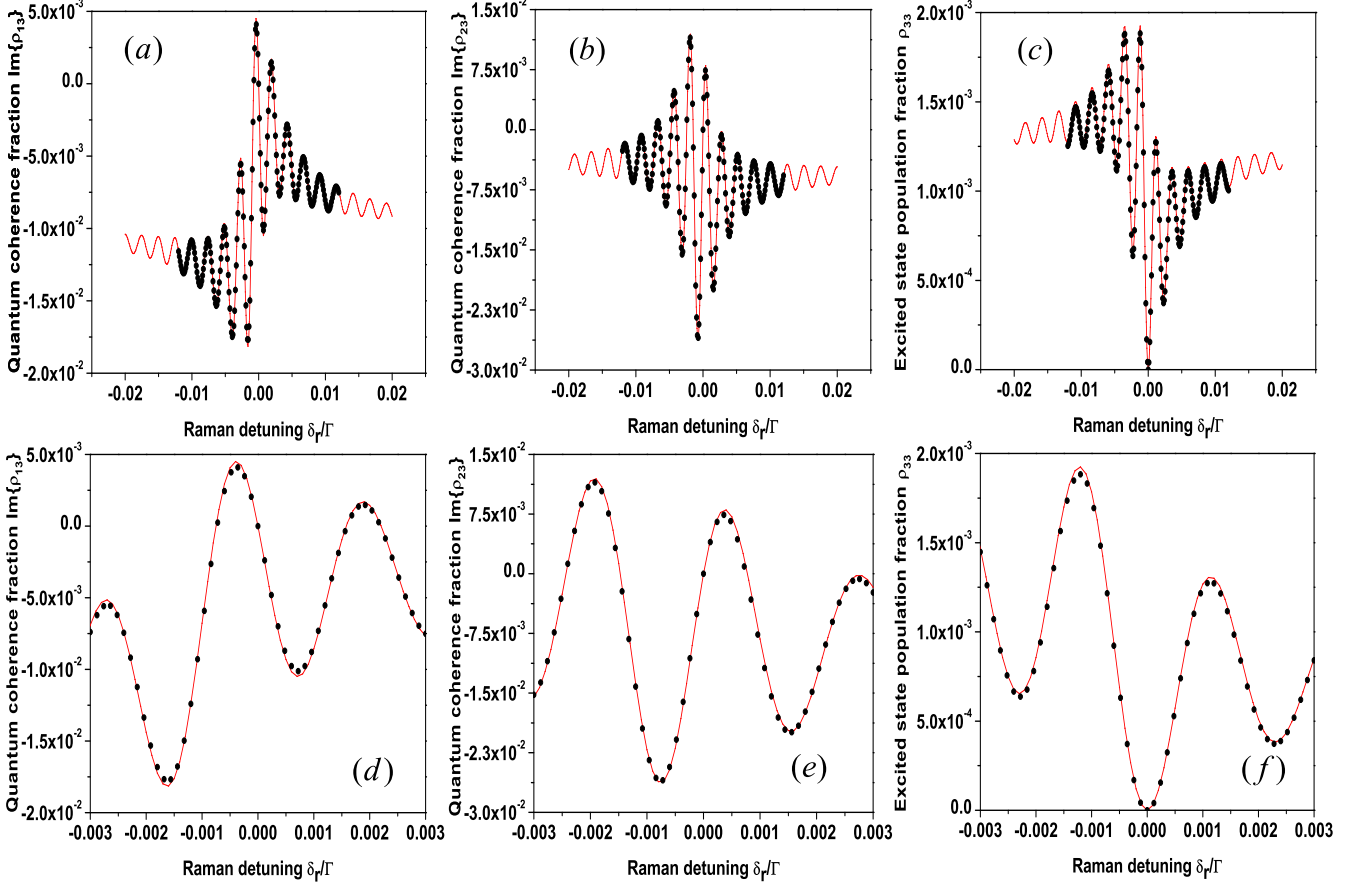 Quantum coherence fraction Im{ρ13}
5.0x10-3
0.0
-5.0x10-3
-1.0x10-2
-1.5x10-2
-2.0x10-2
(a)
-0.02 -0.01 0.00 0.01 0.02
Raman detuning δr/Γ
Quantum coherence fraction Im{ρ23}
1.5x10-2
7.5x10-3
0.0
-7.5x10-3
-1.5x10-2
-2.3x10-2
-3.0x10-2
(b)
-0.02 -0.01 0.00 0.01 0.02
Raman detuning δr/Γ
Excited state population fraction ρ33
2.0x10-3
1.5x10-3
1.0x10-3
5.0x10-4
0.0
(c)
-0.02 -0.01 0.00 0.01 0.02
Raman detuning δr/Γ
Quantum coherence fraction Im{ρ13}
5.0x10-3
0.0
-5.0x10-3
-1.0x10-2
-1.5x10-2
-2.0x10-2
(d)
-0.003 -0.002 -0.001 0.000 0.001 0.002 0.003
Raman detuning δr/Γ
Quantum coherence fraction Im{ρ23}
1.5x10-2
7.5x10-3
0.0
-7.5x10-3
-1.5x10-2
-2.3x10-2
-3.0x10-2
(e)
-0.003 -0.002 -0.001 0.000 0.001 0.002 0.003
Raman detuning δr/Γ
Excited state population fraction ρ33
2.0x10-3
1.5x10-3
1.0x10-3
5.0x10-4
0.0
(f)
-0.003 -0.002 -0.001 0.000 0.001 0.002 0.003
Raman detuning δr/Γ